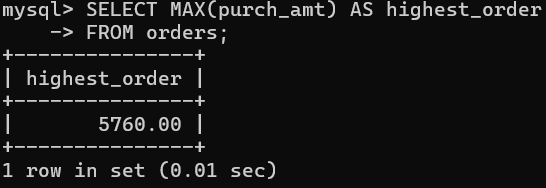 mysql> SELECT MAX(purch_amt) AS highest_order
    -> FROM orders;
+---------------+
| highest_order |
+---------------+
|       5760.00 |
+---------------+
1 row in set (0.01 sec)